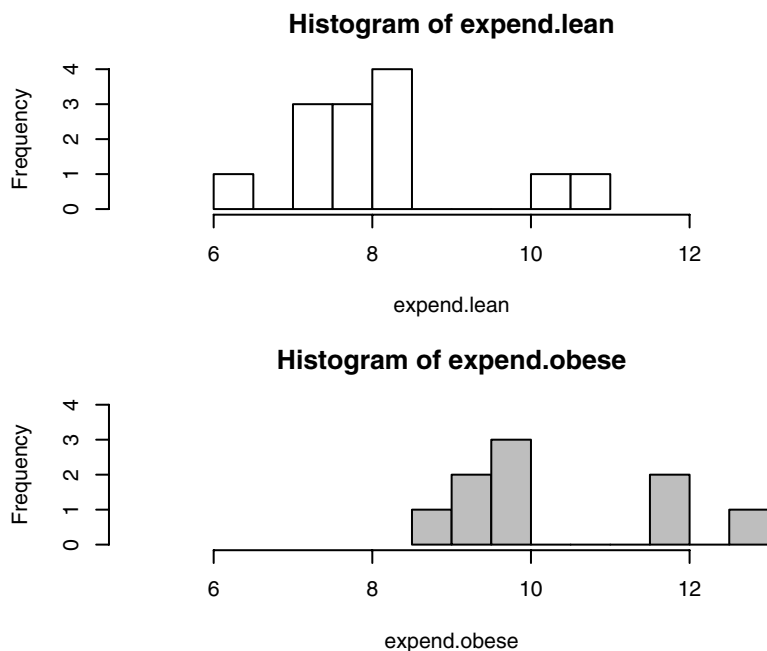 Histogram of expend.lean
Frequency
0 1 2 3 4
6 8 10 12
expend.lean
Histogram of expend.obese
Frequency
0 1 2 3 4
6 8 10 12
expend.obese